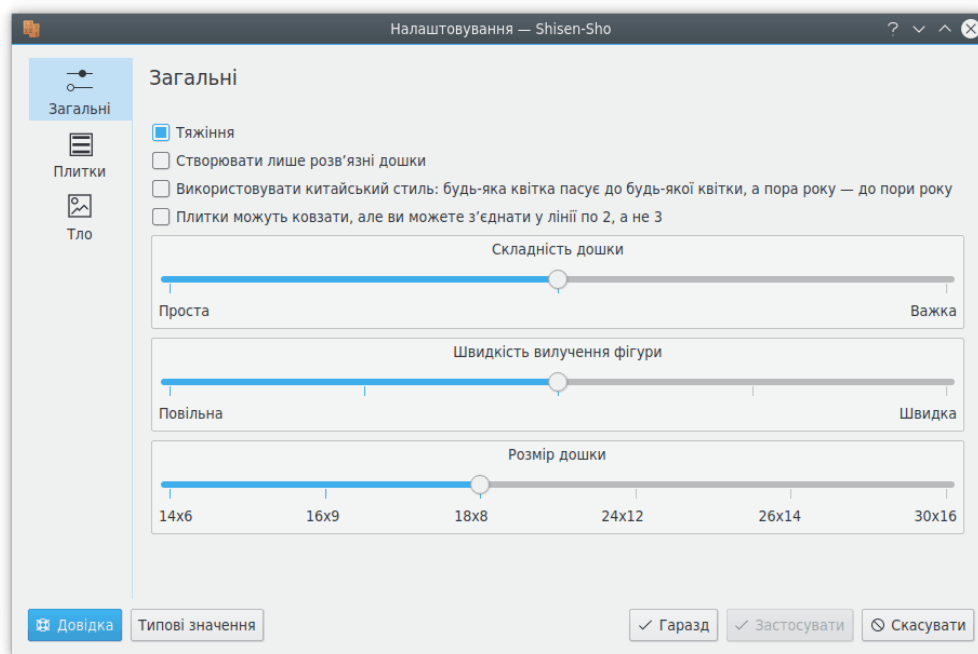 Налаштовування — Shisen-Sho
Загальні
Загальні
Плитки
Тло
Тяжіння
Створювати лише розв’язні дошки
Використовувати китайський стиль: будь-яка квітка пасує до будь-якої квітки, а пора року — до пори року
Плитки можуть ковзати, але ви можете з’єднати у лінії по 2, а не 3
Складність дошки
Проста Важка
Швидкість вилучення фігури
Повільна Швидка
Розмір дошки
14x6 16x9 18x8 24x12 26x14 30x16
Довідка Типові значення Гаразд Застосувати Скасувати